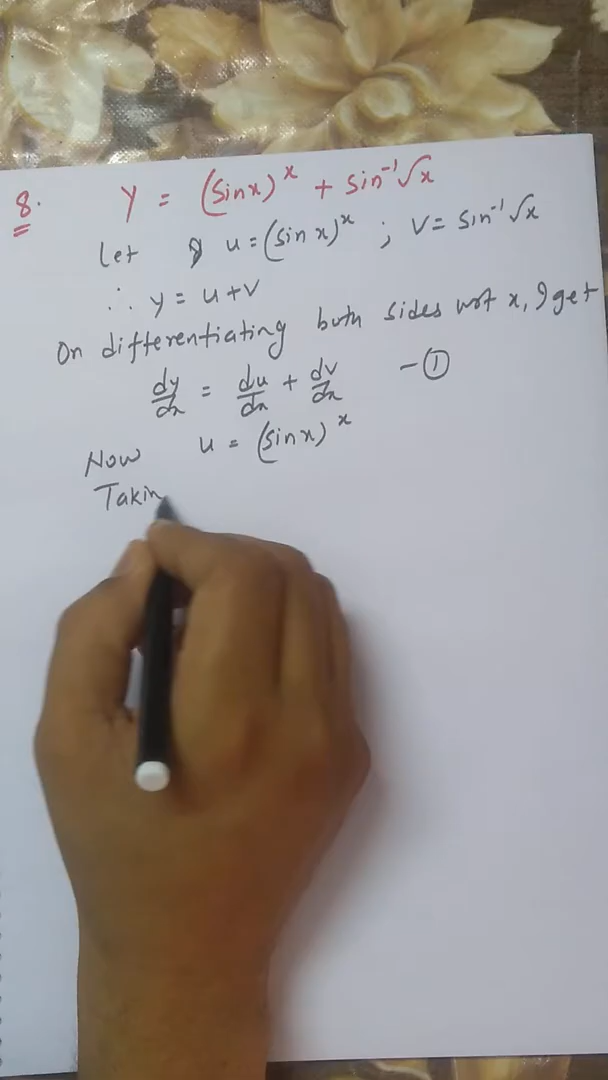 8. y = (sinx)ˣ + sin⁻¹√x
Let u = (sin x)ˣ ; v = sin⁻¹√x
∴ y = u+v
On differentiating both sides wrt x, I get
dy/dx = du/dx + dv/dx - ①
Now u = (sinx)ˣ
Takin